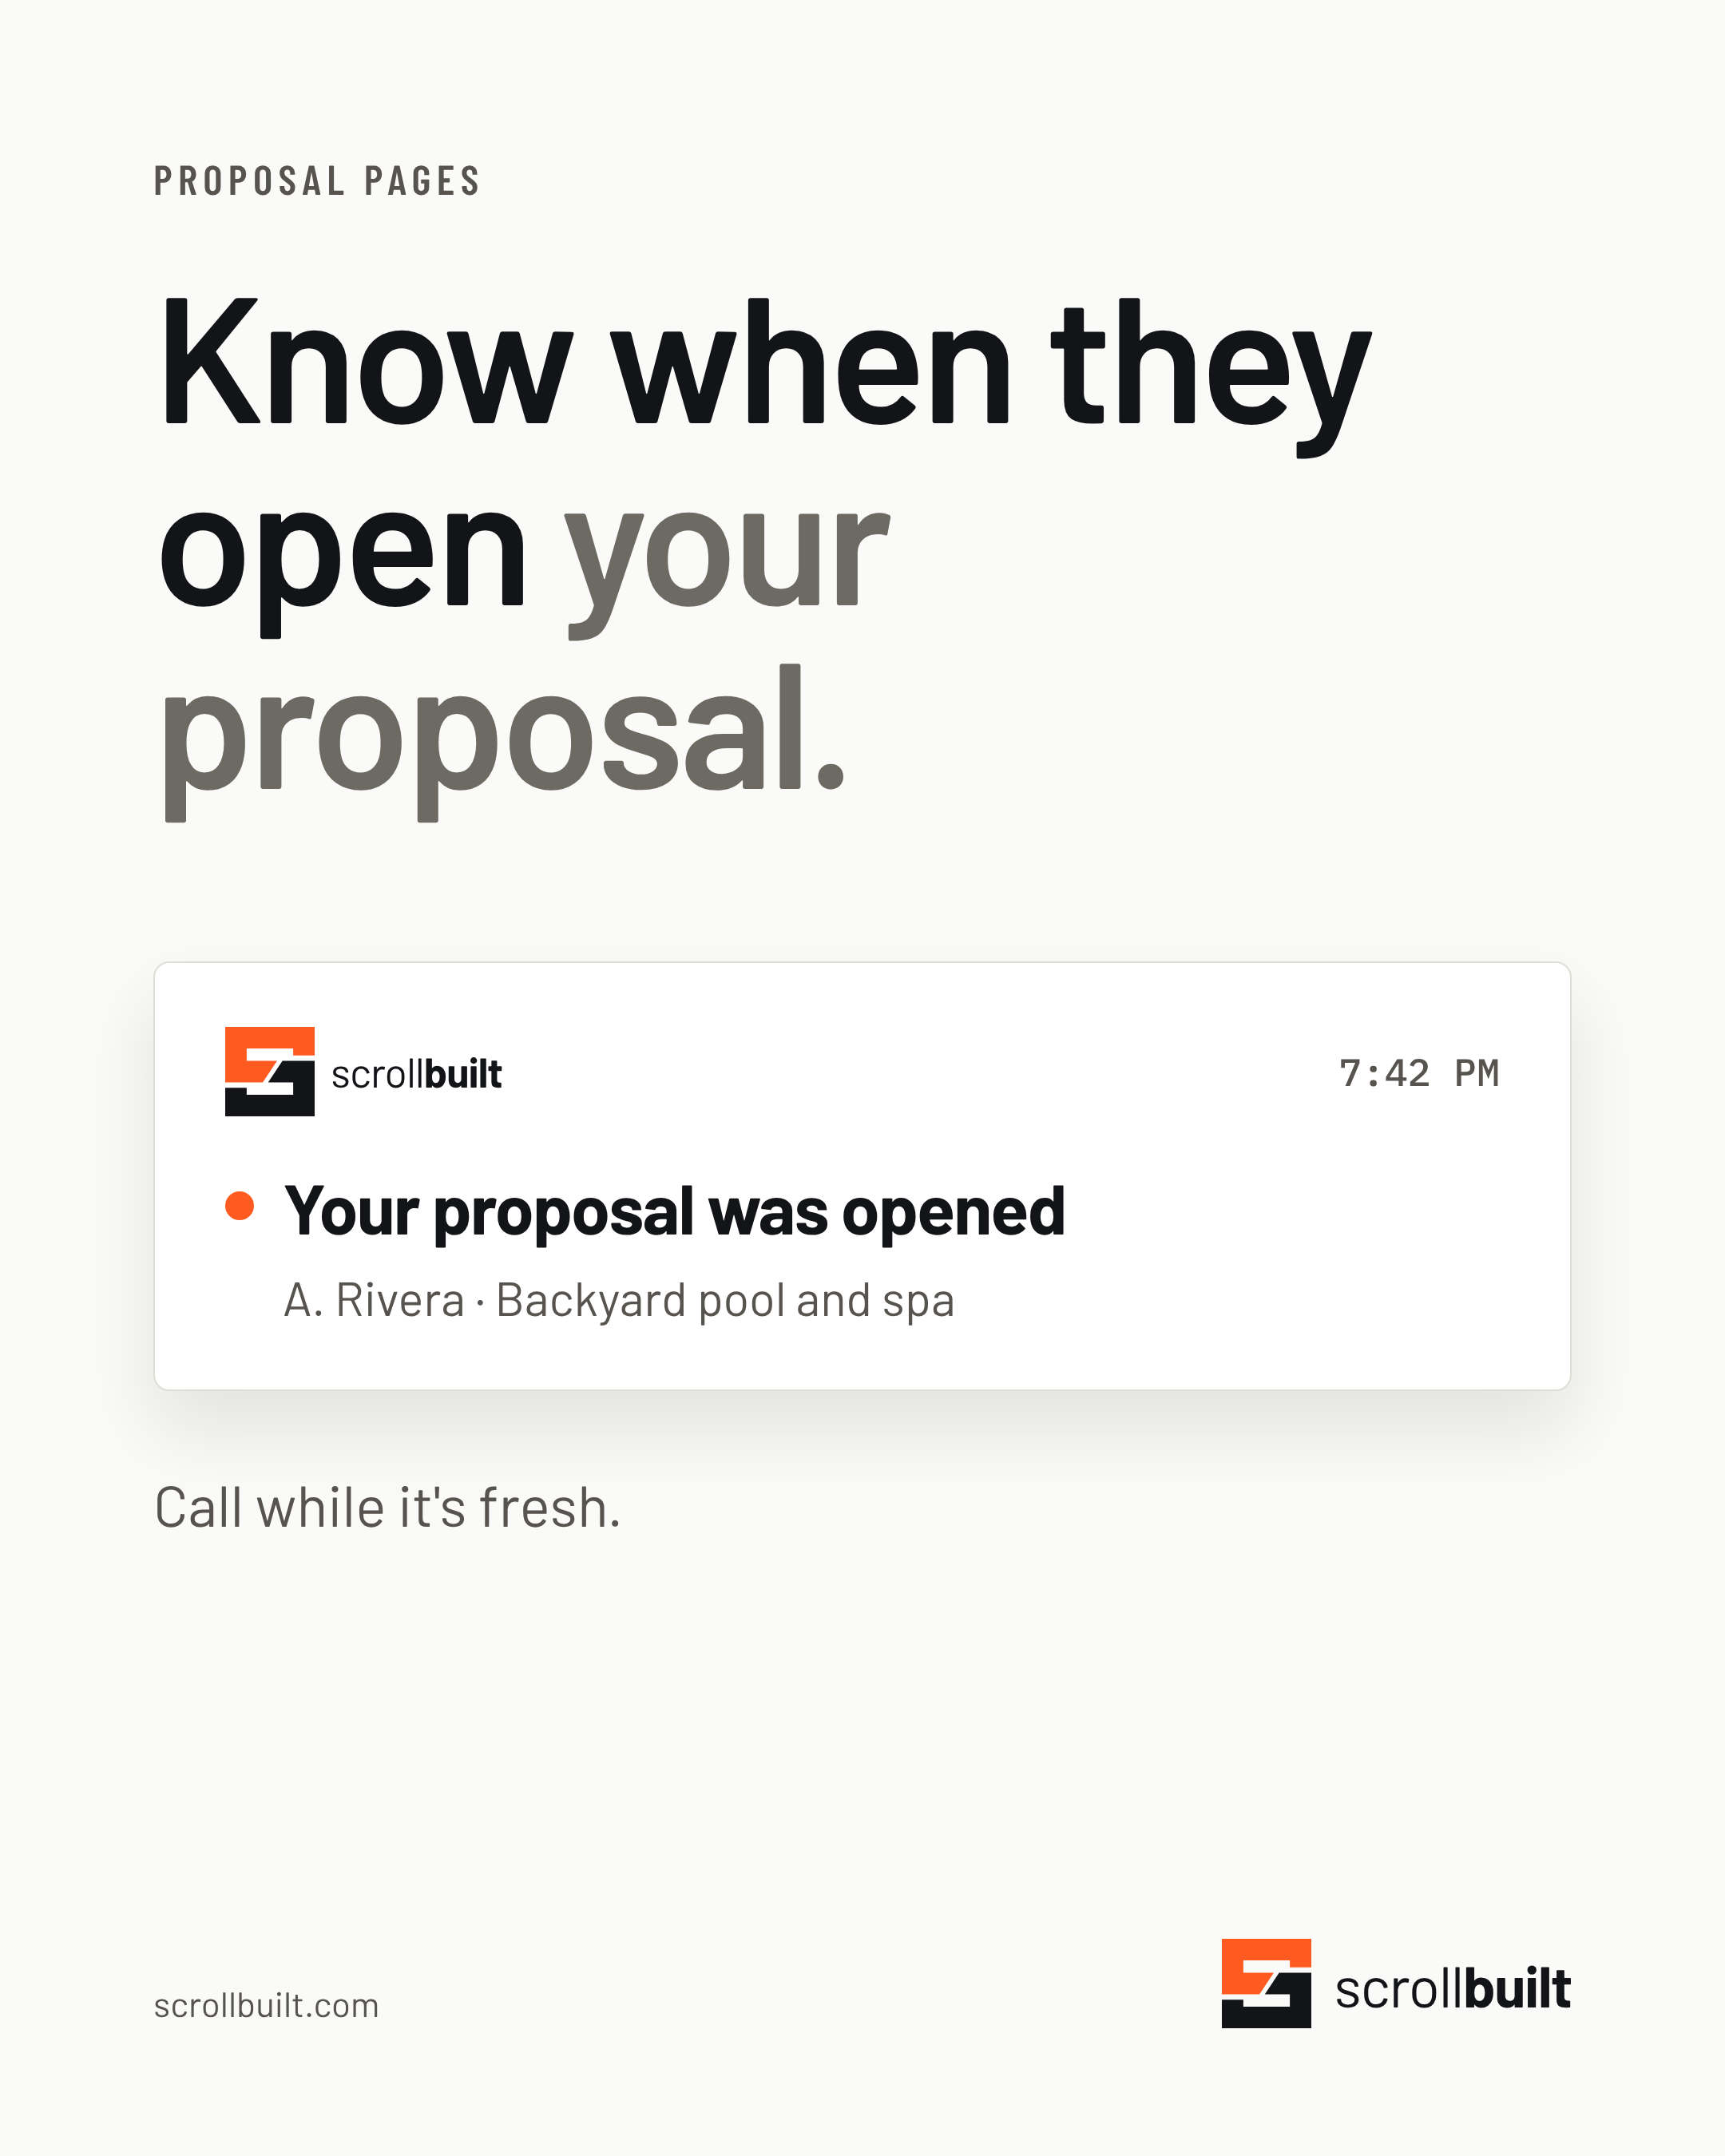 PROPOSAL PAGES
Know when they
open your
proposal.
scrollbuilt
7:42 PM
Your proposal was opened
A. Rivera · Backyard pool and spa
Call while it's fresh.
scrollbuilt.com
scrollbuilt